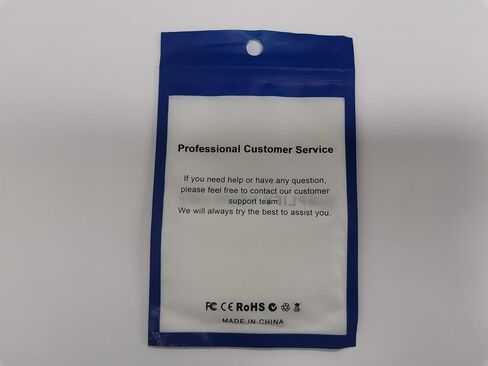 Professional Customer Service
If you need help or have any question,
please feel free to contact our customer
support team.
We will always try the best to assist you.
FC CE RoHS
MADE IN CHINA